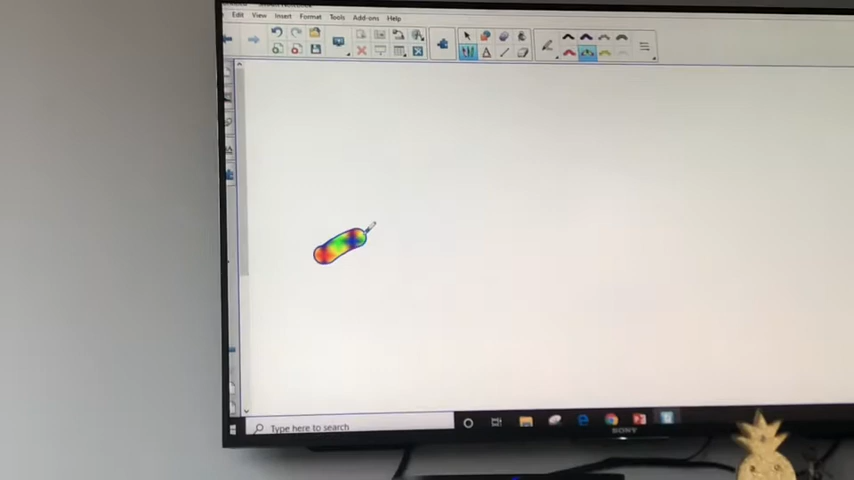 Edit View Insert Format Tools Add-ons Help
Type here to search
SONY